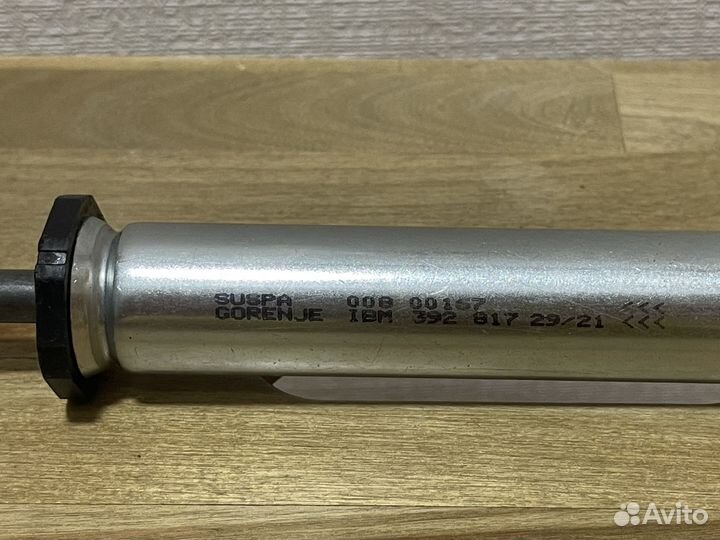 SUSPA 008 00167 <<<
GORENJE IBM 392 817 29/21 <<<
Avito